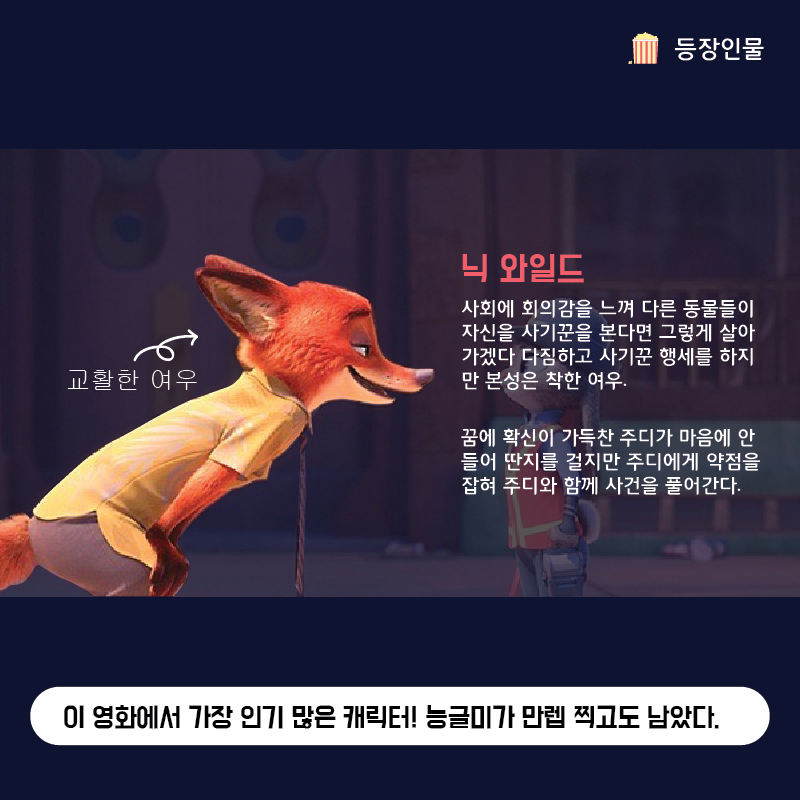 등장인물
닉 와일드
사회에 회의감을 느껴 다른 동물들이
자신을 사기꾼을 본다면 그렇게 살아
가겠다 다짐하고 사기꾼 행세를 하지
만 본성은 착한 여우.
꿈에 확신이 가득찬 주디가 마음에 안
들어 딴지를 걸지만 주디에게 약점을
잡혀 주디와 함께 사건을 풀어간다.
교활한 여우
이 영화에서 가장 인기 많은 캐릭터! 능글미가 만렙 찍고도 남았다.